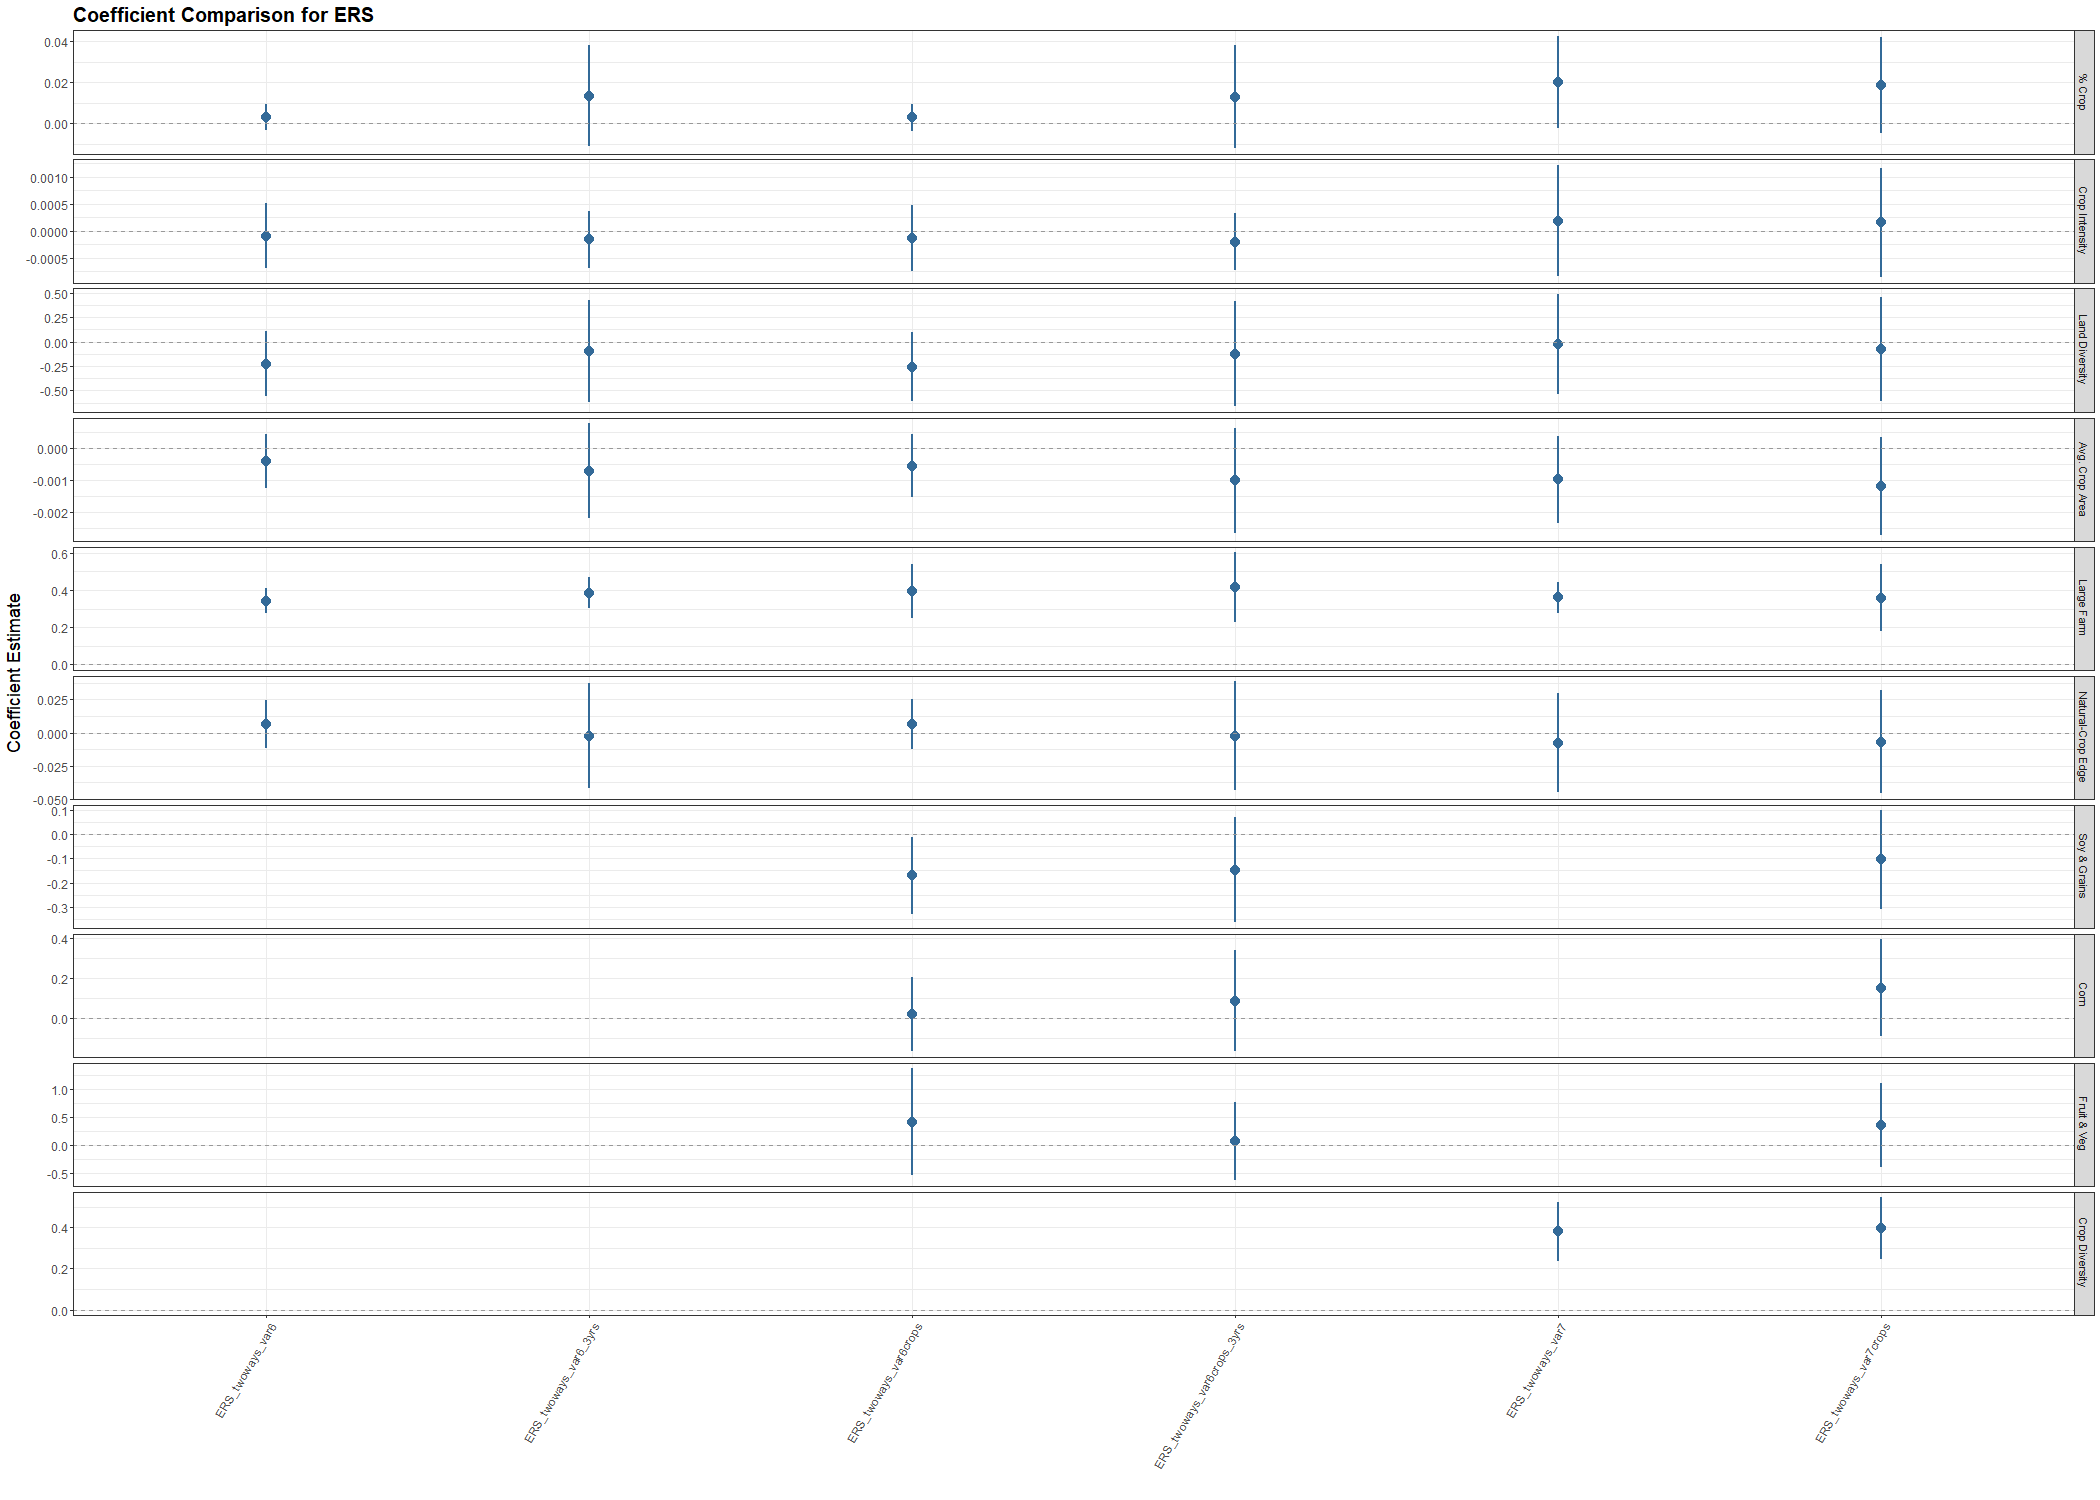 Coefficient Comparison for ERS
Coefficient Estimate
0.04
0.02
0.00
% Crop
0.0010
0.0005
0.0000
-0.0005
Crop Intensity
0.50
0.25
0.00
-0.25
-0.50
Land Diversity
0.000
-0.001
-0.002
Avg. Crop Area
0.6
0.4
0.2
0.0
Large Farm
0.025
0.000
-0.025
-0.050
Natural-Crop Edge
0.1
0.0
-0.1
-0.2
-0.3
Soy & Grains
0.4
0.2
0.0
Corn
1.0
0.5
0.0
-0.5
Fruit & Veg
0.4
0.2
0.0
Crop Diversity
ERS_twoways_var6
ERS_twoways_var6_3yrs
ERS_twoways_var6crops
ERS_twoways_var6crops_3yrs
ERS_twoways_var7
ERS_twoways_var7crops